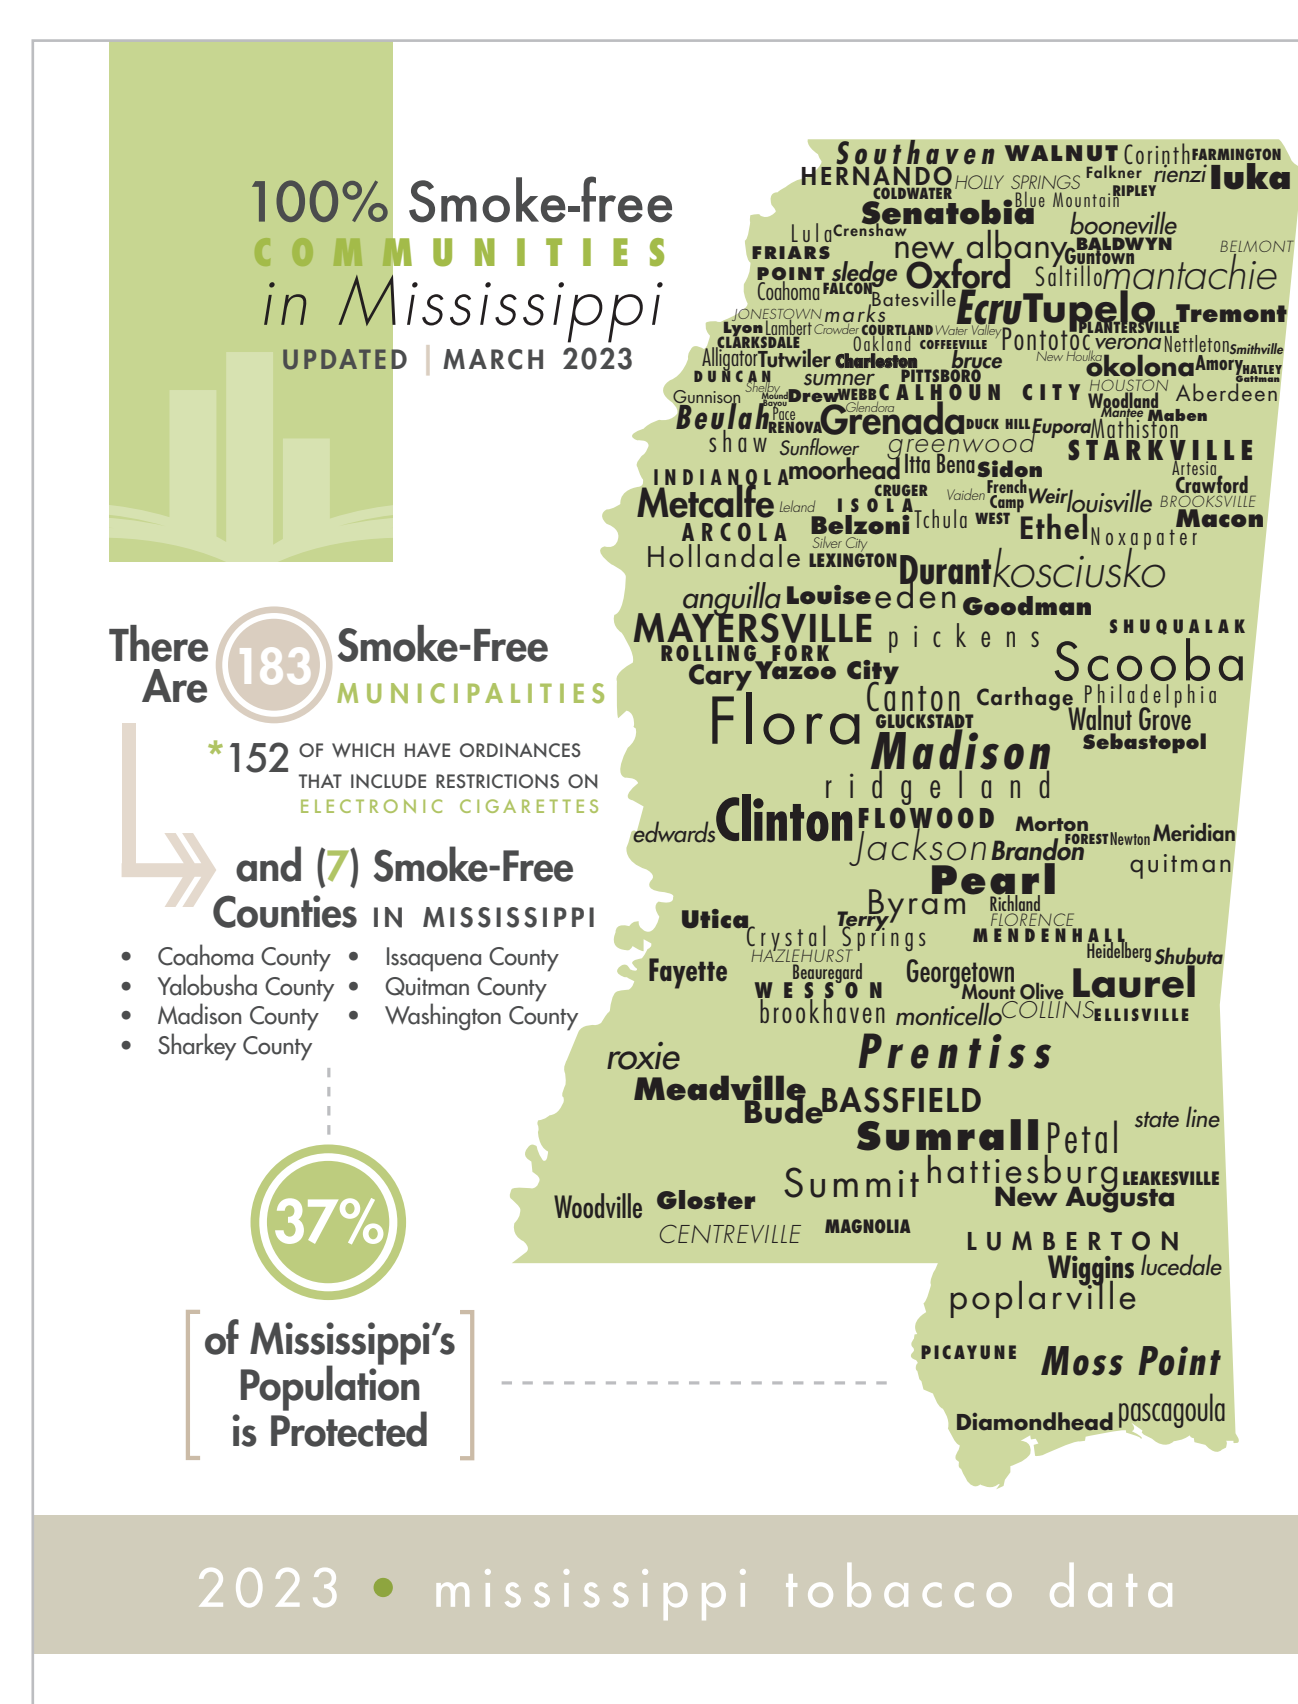 100% Smoke-free
COMMUNITIES
in Mississippi
UPDATED | MARCH 2023
There Are 183 Smoke-Free
MUNICIPALITIES
*152 OF WHICH HAVE ORDINANCES
THAT INCLUDE RESTRICTIONS ON
ELECTRONIC CIGARETTES
and (7) Smoke-Free
Counties IN MISSISSIPPI
• Coahoma County
• Yalobusha County
• Madison County
• Sharkey County
• Issaquena County
• Quitman County
• Washington County
37%
of Mississippi's
Population
is Protected
Southaven WALNUT Corinth FARMINGTON
HERNANDO HOLLY SPRINGS Falkner rienzi Iuka
COLDWATER Blue Mountain RIPLEY
Senatobia booneville
Lula Crenshaw new albany BALDWYN BELMONT
FRIARS Guntown
POINT sledge Oxford Saltillo mantachie
Coahoma FALCON Batesville Ecru Tupelo Tremont
JONESTOWN marks PLANTERSVILLE
Lyon Lambert Crowder COURTLAND Water Valley Pontotoc verona Nettleton Smithville
CLARKSDALE Oakland COFFEEVILLE
Alligator Tutwiler Charleston bruce New Houlka okolona Amory HATLEY
DUNCAN sumner PITTSBORO Gattman
Gunnison Shelby Mound Bayou Drew WEBB CALHOUN CITY HOUSTON Aberdeen
Woodland
Beulah Pace Glendora Grenada DUCK HILL Eupora Mantee Maben
RENOVA Mathiston
shaw Sunflower greenwood STARKVILLE
INDIANOLA moorhead Itta Bena Sidon Artesia
Metcalfe Leland ISOLA CRUGER Vaiden French Camp Weir louisville Crawford
BROOKSVILLE
ARCOLA Belzoni Tchula WEST Ethel Macon
Silver City Noxapater
Hollandale LEXINGTON Durant kosciusko
anguilla Louise eden Goodman
MAYERSVILLE pickens SHUQUALAK
ROLLING FORK Scooba
Cary Yazoo City
Flora Canton Carthage Philadelphia
GLUCKSTADT Walnut Grove
Madison Sebastopol
ridgeland
edwards Clinton FLOWOOD Morton
FOREST Newton Meridian
Jackson Brandon quitman
Pearl
Byram Richland
Utica Terry FLORENCE
Crystal Springs MENDENHALL
HAZLEHURST Heidelberg Shubuta
Fayette Beauregard Georgetown Laurel
WESSON Mount Olive
brookhaven monticello COLLINS ELLISVILLE
roxie Prentiss
Meadville BASSFIELD
Bude
Sumrall Petal state line
Summit hattiesburg LEAKESVILLE
Woodville Gloster New Augusta
CENTREVILLE MAGNOLIA
LUMBERTON
Wiggins lucedale
poplarville
PICAYUNE Moss Point
Diamondhead pascagoula
2023 • mississippi tobacco data